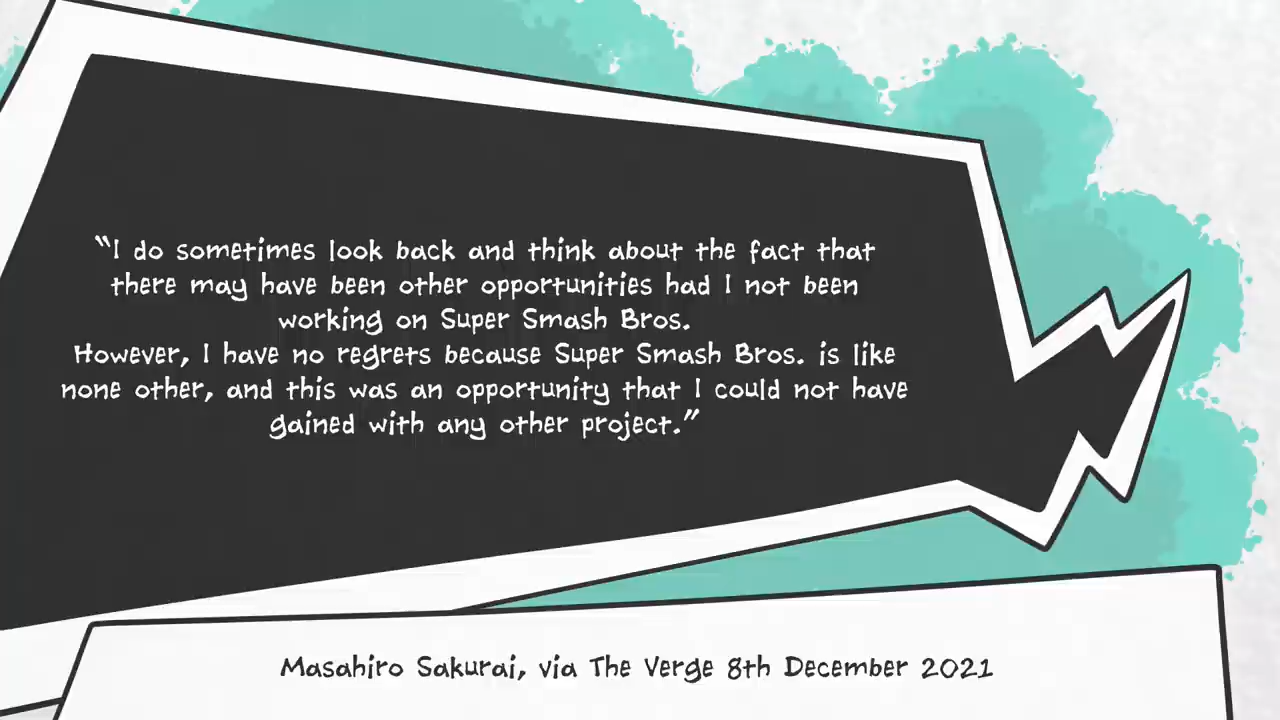 “I do sometimes look back and think about the fact that
there may have been other opportunities had I not been
working on Super Smash Bros.
However, I have no regrets because Super Smash Bros. is like
none other, and this was an opportunity that I could not have
gained with any other project.”
Masahiro Sakurai, via The Verge 8th December 2021